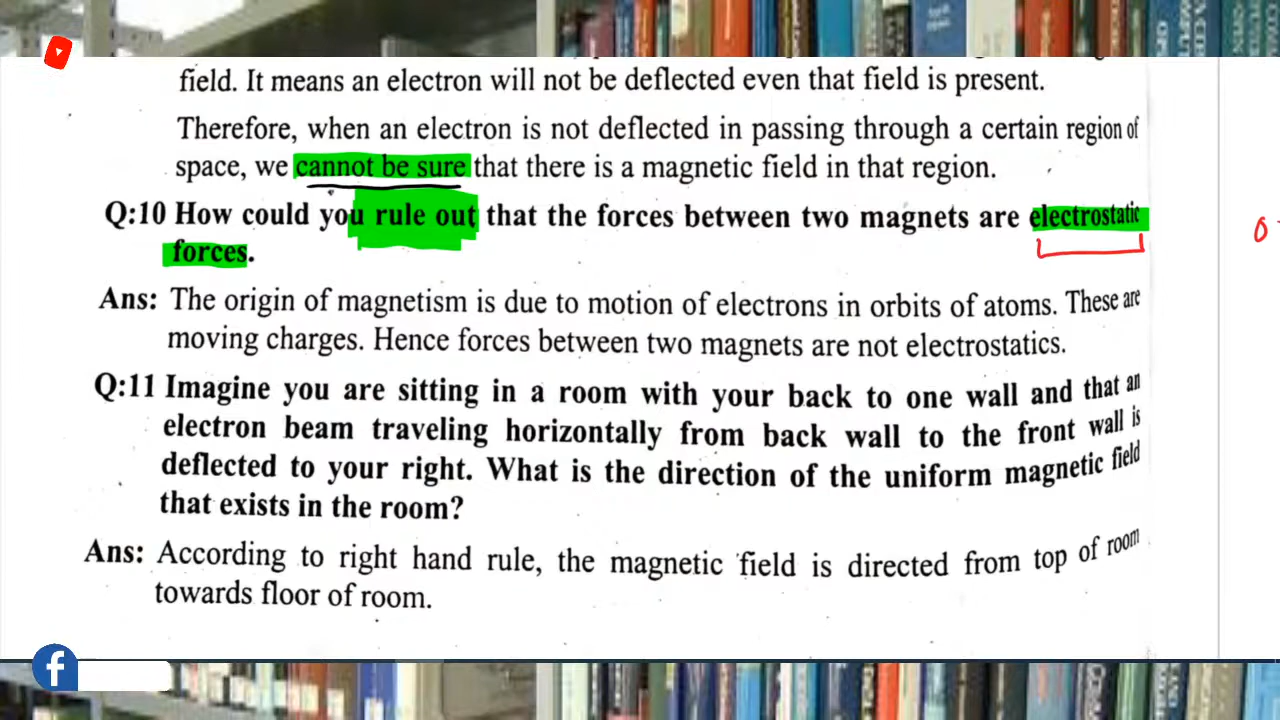 field. It means an electron will not be deflected even that field is present.
Therefore, when an electron is not deflected in passing through a certain region of
space, we cannot be sure that there is a magnetic field in that region.
Q:10 How could you rule out that the forces between two magnets are electrostatic
forces.
Ans: The origin of magnetism is due to motion of electrons in orbits of atoms. These are
moving charges. Hence forces between two magnets are not electrostatics.
Q:11 Imagine you are sitting in a room with your back to one wall and that an
electron beam traveling horizontally from back wall to the front wall is
deflected to your right. What is the direction of the uniform magnetic field
that exists in the room?
Ans: According to right hand rule, the magnetic field is directed from top of room
towards floor of room.